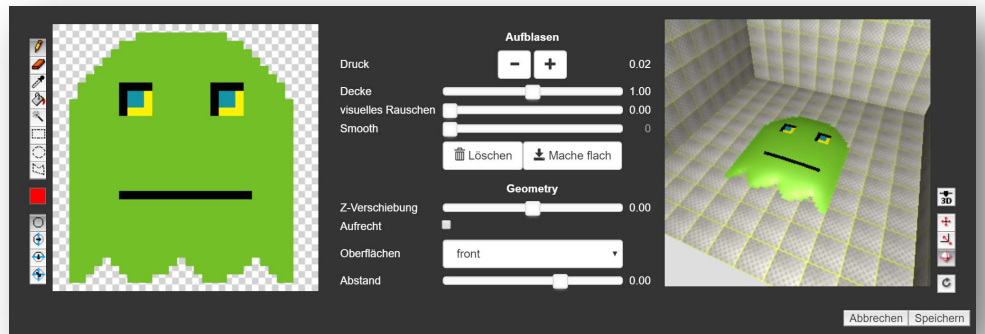 Aufblasen
Druck - + 0.02
Decke 1.00
visuelles Rauschen 0.00
Smooth 0
Löschen Mache flach
Geometry
Z-Verschiebung 0.00
Aufrecht
Oberflächen front
Abstand 0.00
3D
Abbrechen Speichern